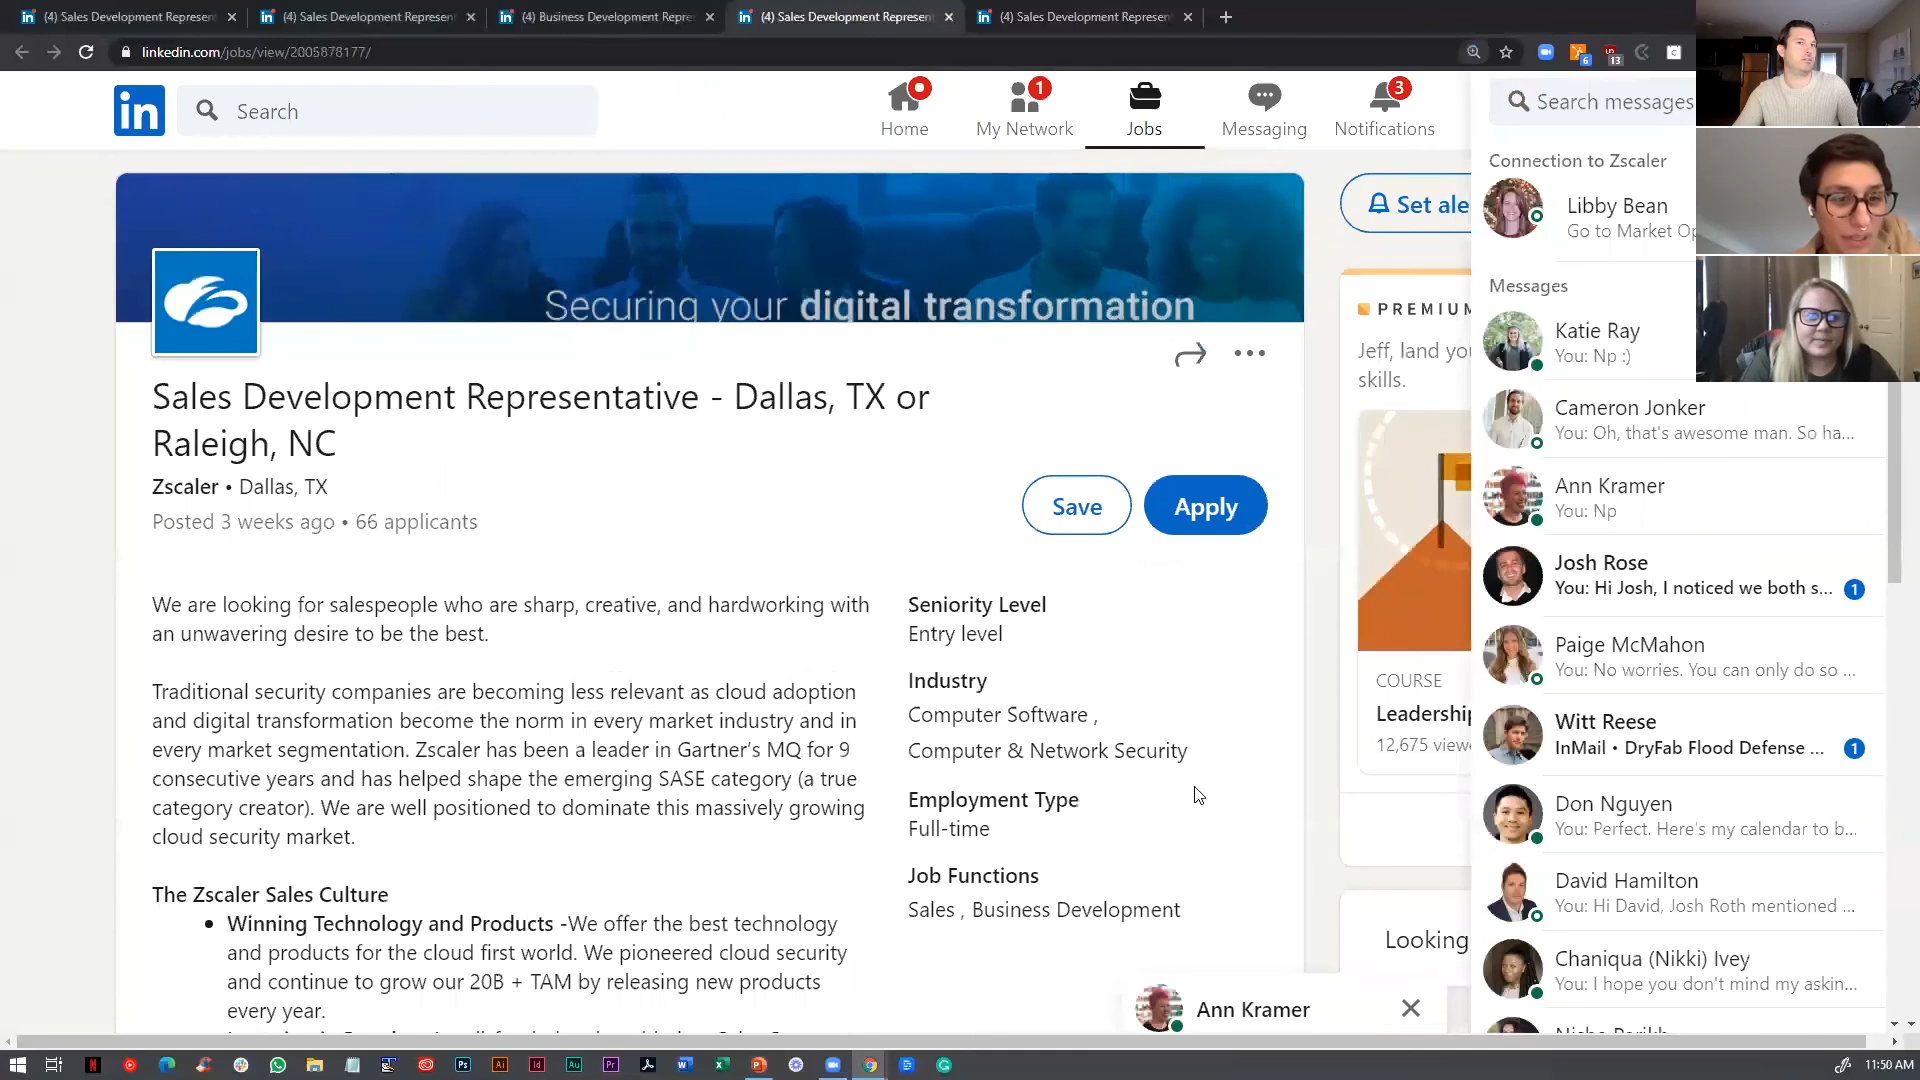 (4) Sales Development Represen
(4) Sales Development Represen
(4) Business Development Repre
(4) Sales Development Represen
(4) Sales Development Represen
linkedin.com/jobs/view/2005878177/
6
13
in
Search
Home
1
My Network
Jobs
Messaging
3
Notifications
Search messages
Securing your digital transformation
Sales Development Representative - Dallas, TX or
Raleigh, NC
Zscaler • Dallas, TX
Posted 3 weeks ago • 66 applicants
Save
Apply
We are looking for salespeople who are sharp, creative, and hardworking with
an unwavering desire to be the best.
Traditional security companies are becoming less relevant as cloud adoption
and digital transformation become the norm in every market industry and in
every market segmentation. Zscaler has been a leader in Gartner's MQ for 9
consecutive years and has helped shape the emerging SASE category (a true
category creator). We are well positioned to dominate this massively growing
cloud security market.
The Zscaler Sales Culture
• Winning Technology and Products -We offer the best technology
and products for the cloud first world. We pioneered cloud security
and continue to grow our 20B + TAM by releasing new products
every year.
Seniority Level
Entry level
Industry
Computer Software ,
Computer & Network Security
Employment Type
Full-time
Job Functions
Sales , Business Development
Set ale
PREMIUM
Jeff, land yo
skills.
COURSE
Leadership
12,675 view
Looking
Connection to Zscaler
Libby Bean
Go to Market Op
Messages
Katie Ray
You: Np :)
Cameron Jonker
You: Oh, that's awesome man. So ha...
Ann Kramer
You: Np
Josh Rose
You: Hi Josh, I noticed we both s...
1
Paige McMahon
You: No worries. You can only do so ...
Witt Reese
InMail • DryFab Flood Defense ...
1
Don Nguyen
You: Perfect. Here's my calendar to b...
David Hamilton
You: Hi David, Josh Roth mentioned ...
Chaniqua (Nikki) Ivey
You: I hope you don't mind my askin...
Ann Kramer
11:50 AM